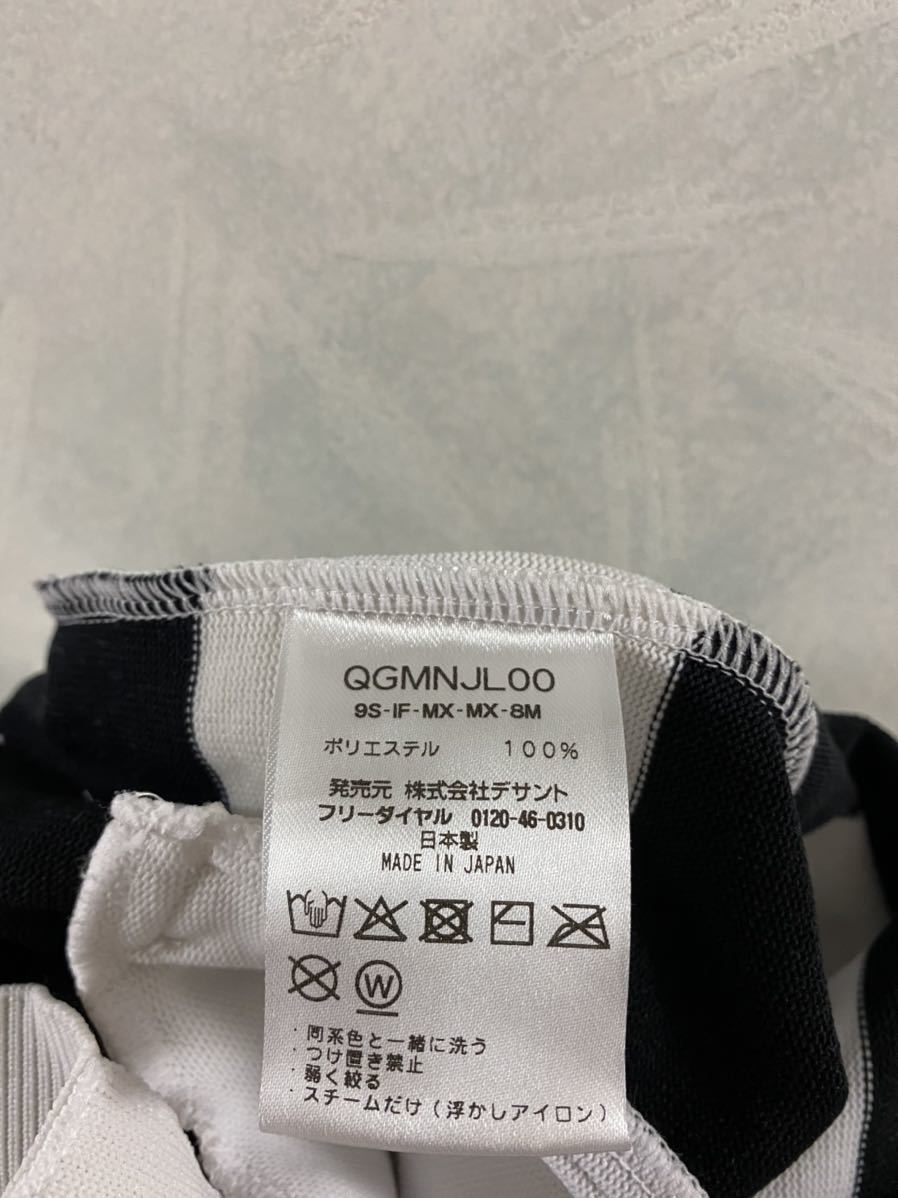 QGMNJL00
9S-IF-MX-MX-8M
ポリエステル 100%
発売元 株式会社デサント
フリーダイヤル 0120-46-0310
日本製
MADE IN JAPAN
W
・同系色と一緒に洗う
・つけ置き禁止
・弱く絞る
・スチームだけ(浮かしアイロン)